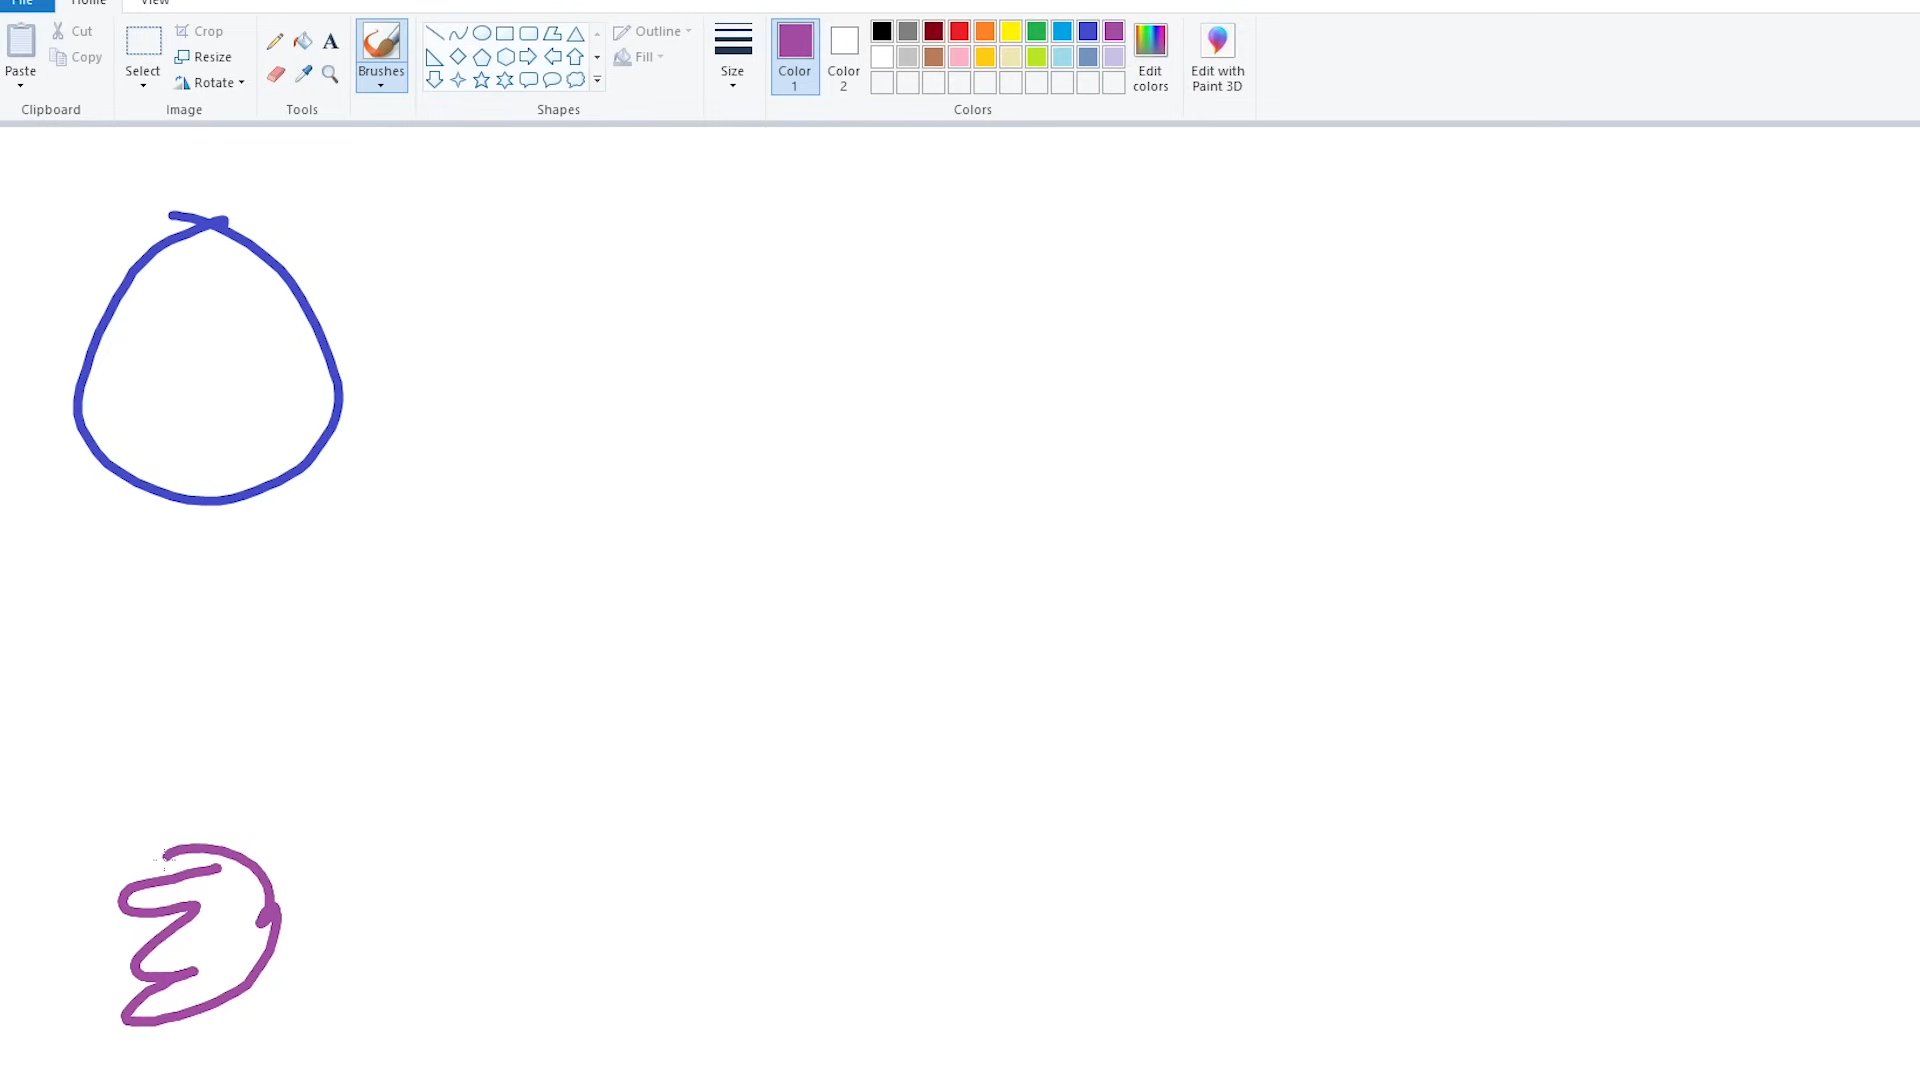 File Home View
Paste
Cut
Copy
Clipboard
Select
Crop
Resize
Rotate
Image
A
Tools
Brushes
Outline
Fill
Shapes
Size
Color 1
Color 2
Edit colors
Colors
Edit with Paint 3D